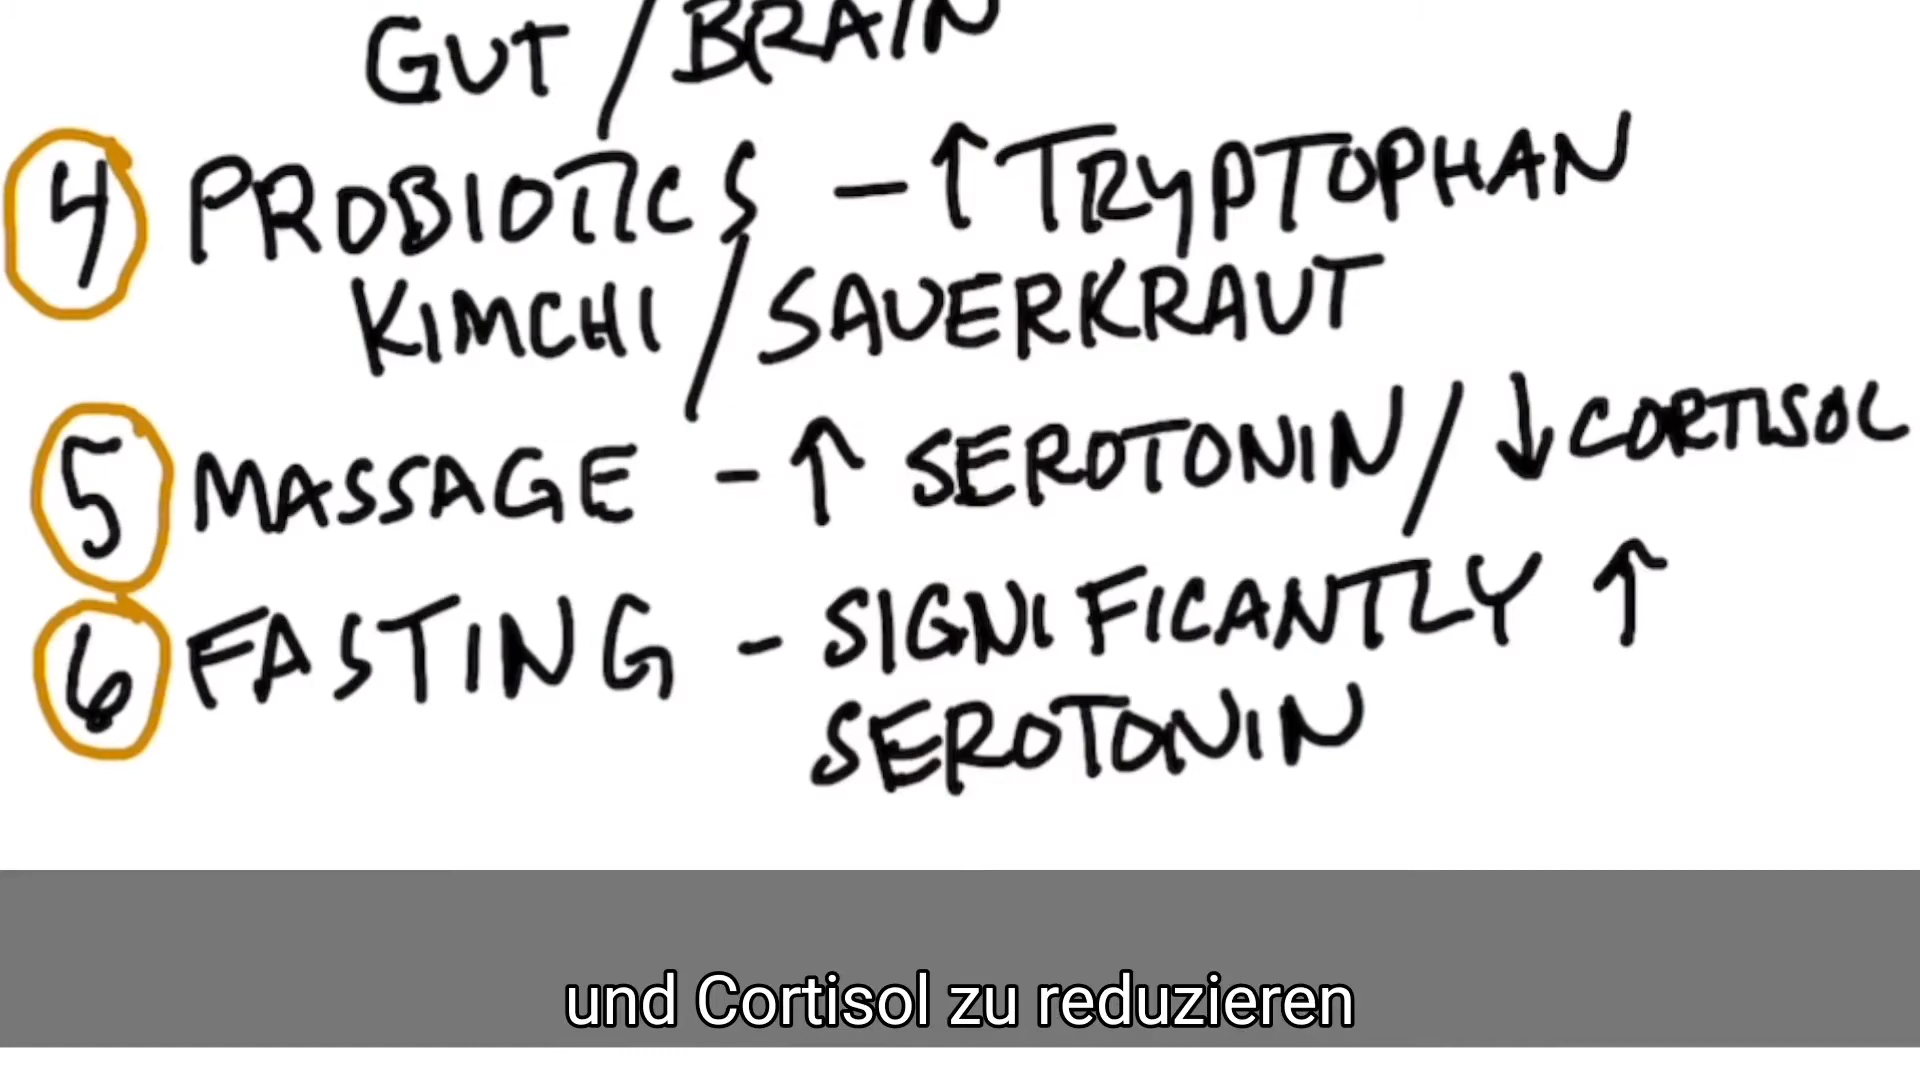 GUT / BRAIN
4 PROBIOTICS - ↑ TRYPTOPHAN
KIMCHI / SAUERKRAUT
5 MASSAGE - ↑ SEROTONIN / ↓ CORTISOL
6 FASTING - SIGNIFICANTLY ↑
SEROTONIN
und Cortisol zu reduzieren